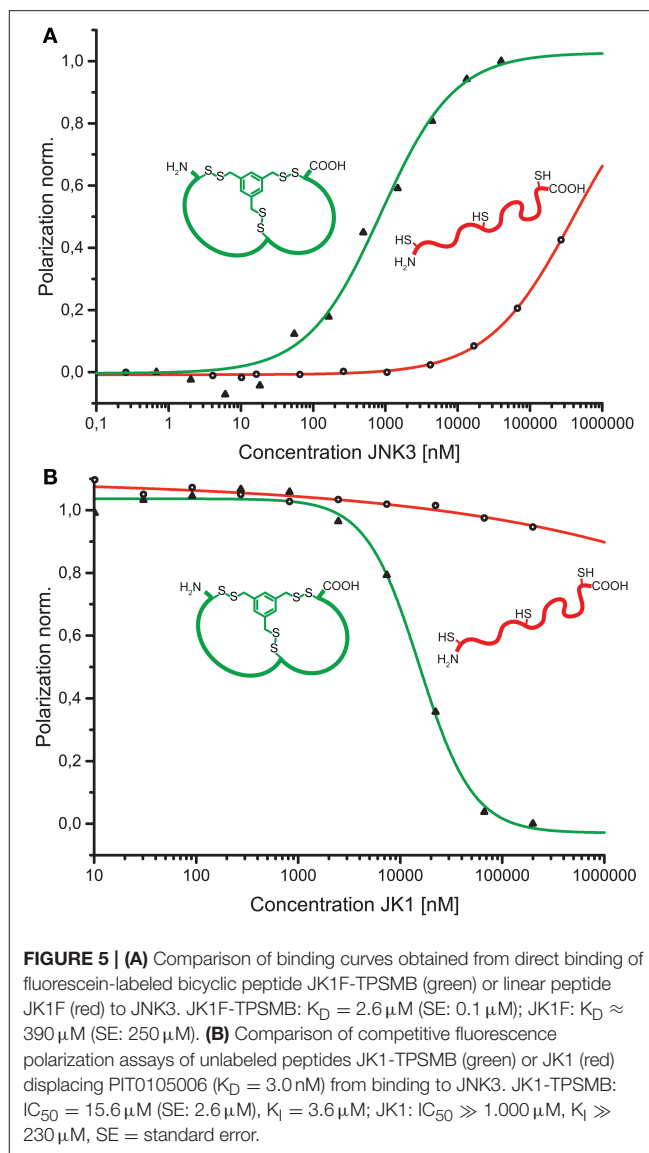 A
1,0
0,8
0,6
0,4
0,2
0,0
Polarization norm.
H₂N
S
S
S
S
COOH
S
S
SH
COOH
HS
HS
H₂N
0,1
1
10
100
1000
10000
100000
1000000
Concentration JNK3 [nM]
B
1,0
0,8
0,6
0,4
0,2
0,0
Polarization norm.
H₂N
S
S
S
S
COOH
S
S
SH
COOH
HS
HS
H₂N
10
100
1000
10000
100000
1000000
Concentration JK1 [nM]
FIGURE 5 | (A) Comparison of binding curves obtained from direct binding of
fluorescein-labeled bicyclic peptide JK1F-TPSMB (green) or linear peptide
JK1F (red) to JNK3. JK1F-TPSMB: K_D = 2.6 µM (SE: 0.1 µM); JK1F: K_D ≈
390 µM (SE: 250 µM). (B) Comparison of competitive fluorescence
polarization assays of unlabeled peptides JK1-TPSMB (green) or JK1 (red)
displacing PIT0105006 (K_D = 3.0 nM) from binding to JNK3. JK1-TPSMB:
IC₅₀ = 15.6 µM (SE: 2.6 µM), K_I = 3.6 µM; JK1: IC₅₀ ≫ 1.000 µM, K_I ≫
230 µM, SE = standard error.